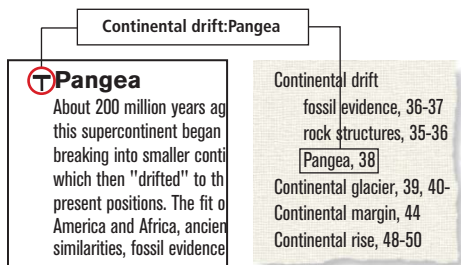 Continental drift:Pangea
Pangea
About 200 million years ag
this supercontinent began
breaking into smaller conti
which then "drifted" to th
present positions. The fit o
America and Africa, ancien
similarities, fossil evidence
Continental drift
fossil evidence, 36-37
rock structures, 35-36
Pangea, 38
Continental glacier, 39, 40-
Continental margin, 44
Continental rise, 48-50